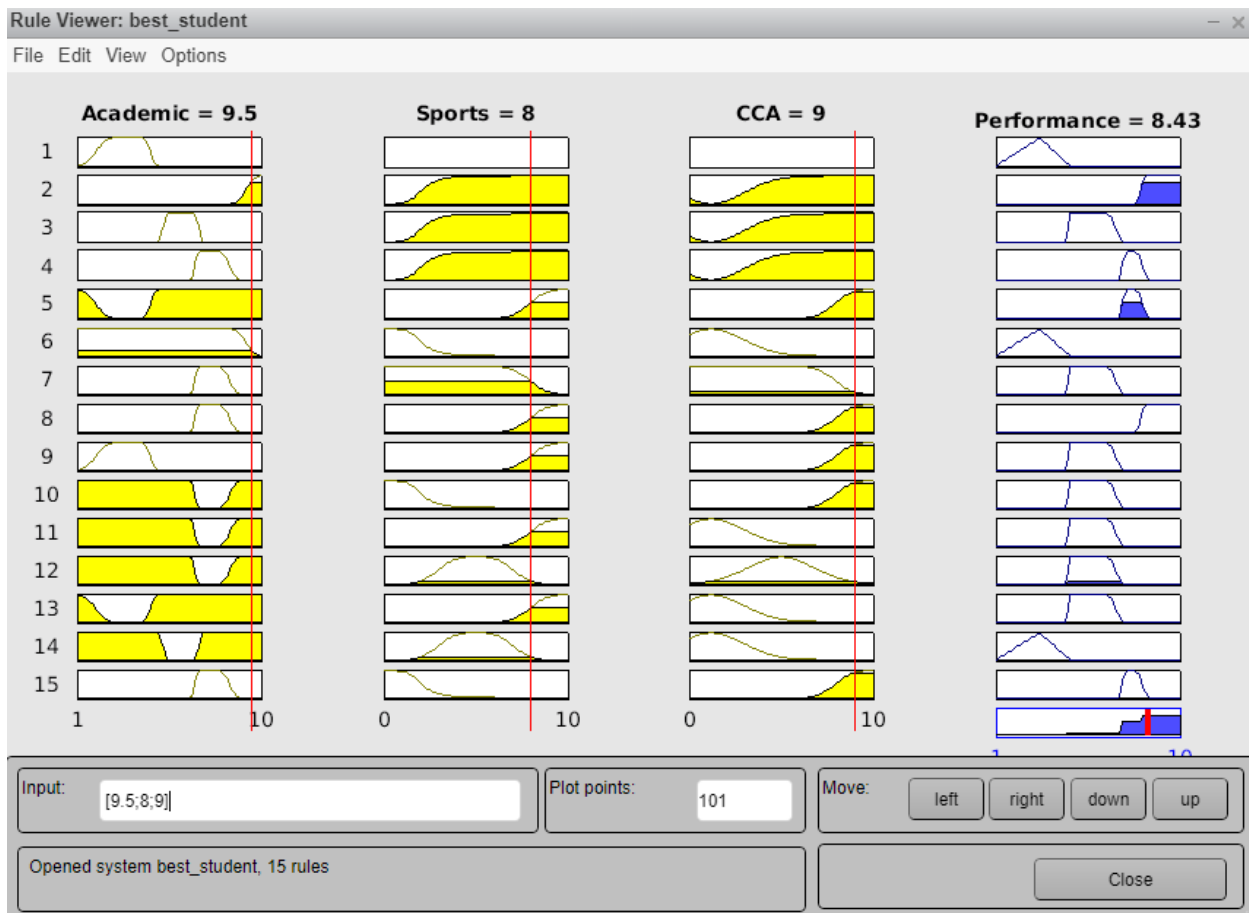 Rule Viewer: best_student
File Edit View Options
Academic = 9.5 Sports = 8 CCA = 9 Performance = 8.43
1
2
3
4
5
6
7
8
9
10
11
12
13
14
15
1 10 0 10 0 10
1 10
Input: [9.5;8;9] Plot points: 101 Move: left right down up
Opened system best_student, 15 rules Close